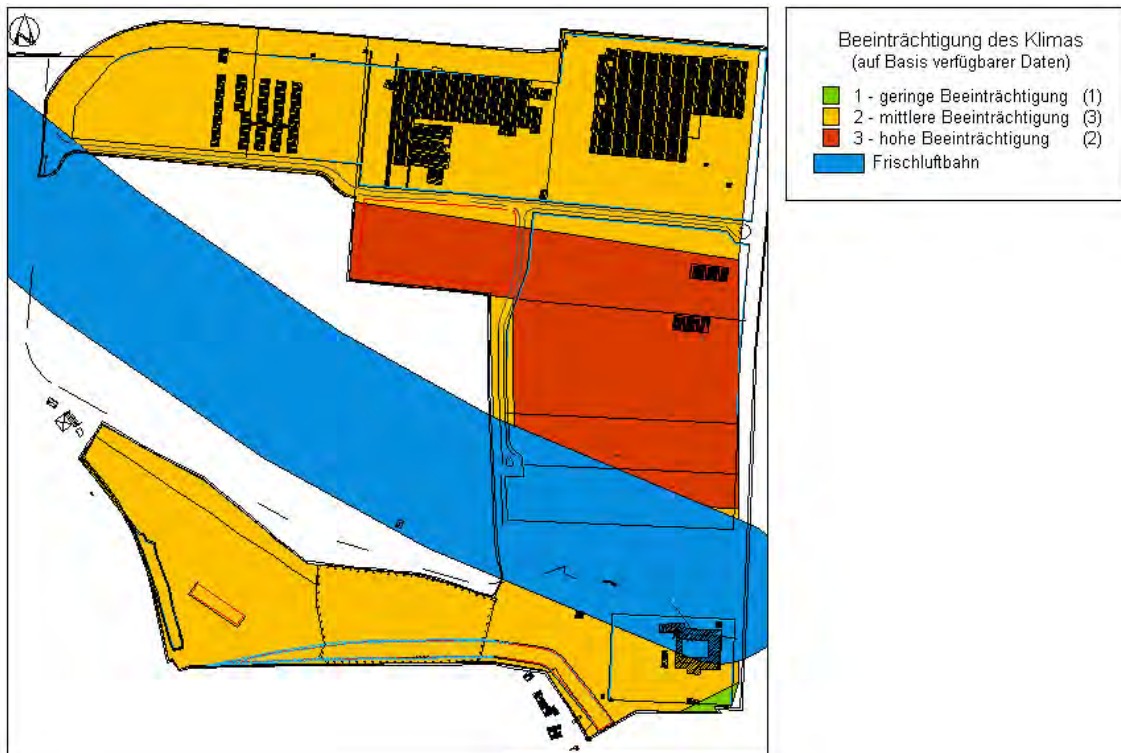 N
Beeinträchtigung des Klimas
(auf Basis verfügbarer Daten)
1 - geringe Beeinträchtigung (1)
2 - mittlere Beeinträchtigung (3)
3 - hohe Beeinträchtigung (2)
Frischluftbahn